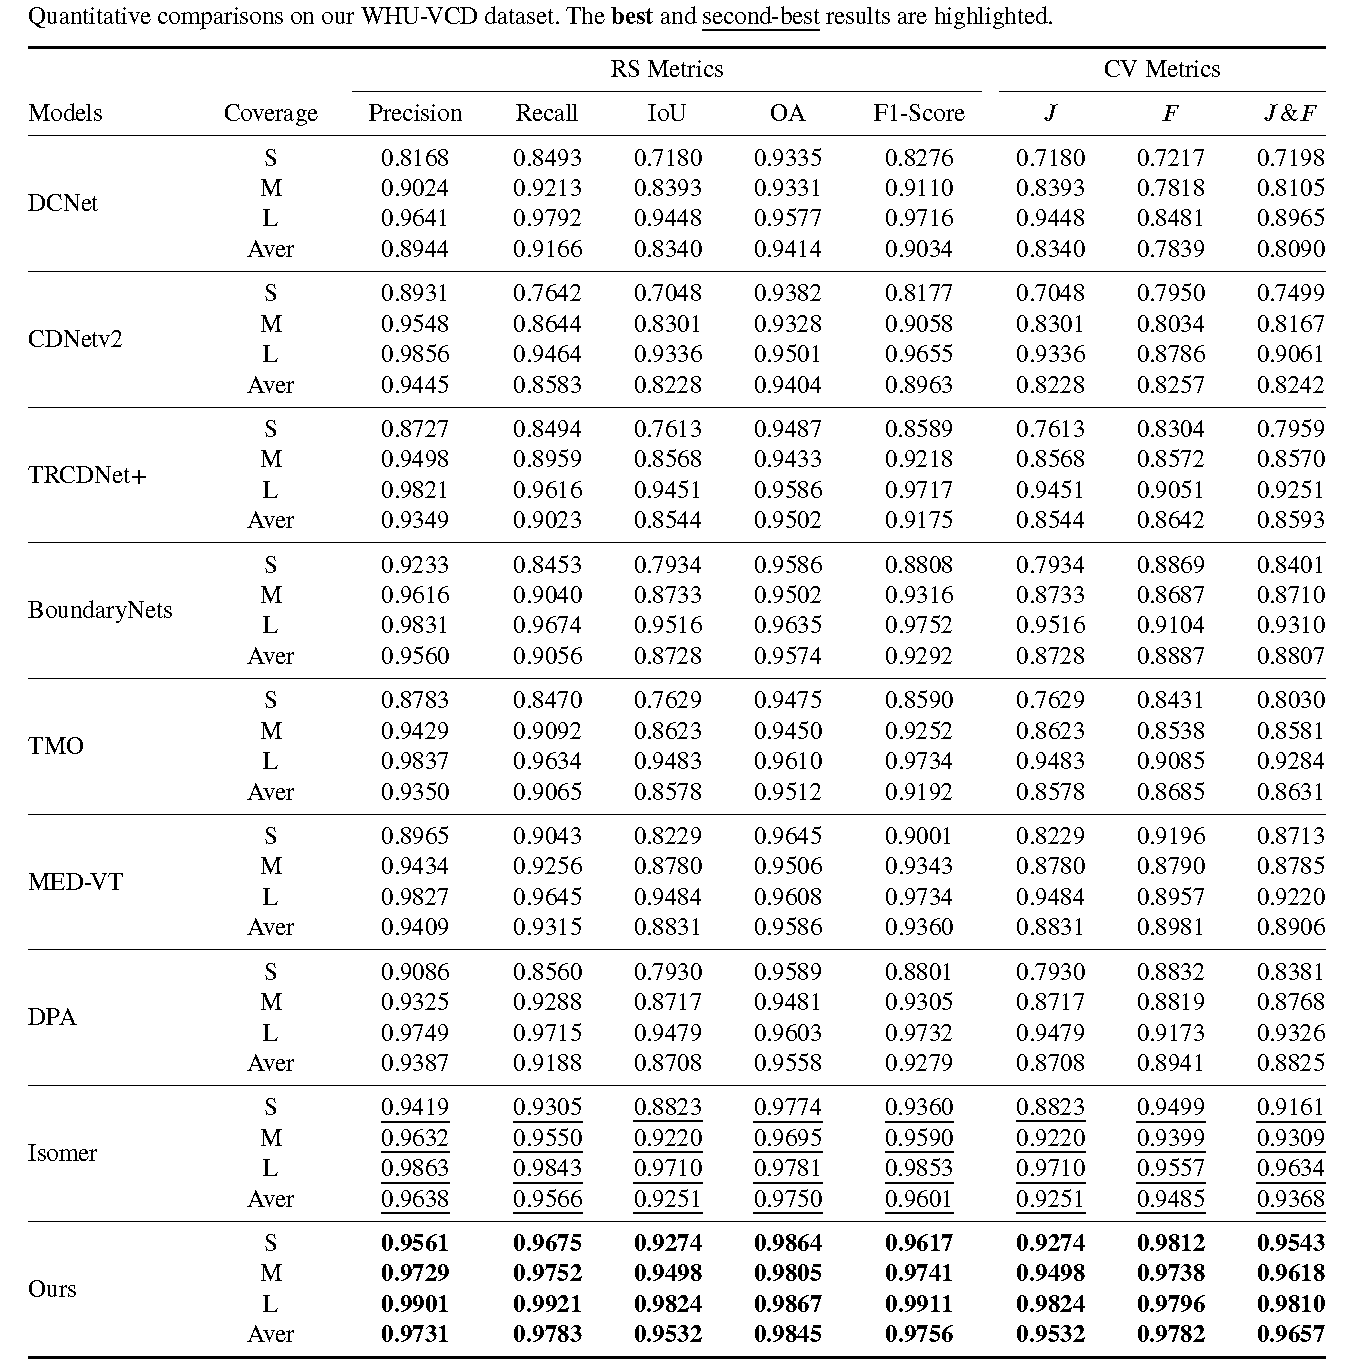 Quantitative comparisons on our WHU-VCD dataset. The best and second-best results are highlighted.
RS Metrics CV Metrics
Models Coverage Precision Recall IoU OA F1-Score J F J&F
S 0.8168 0.8493 0.7180 0.9335 0.8276 0.7180 0.7217 0.7198
M 0.9024 0.9213 0.8393 0.9331 0.9110 0.8393 0.7818 0.8105
DCNet
L 0.9641 0.9792 0.9448 0.9577 0.9716 0.9448 0.8481 0.8965
Aver 0.8944 0.9166 0.8340 0.9414 0.9034 0.8340 0.7839 0.8090
S 0.8931 0.7642 0.7048 0.9382 0.8177 0.7048 0.7950 0.7499
M 0.9548 0.8644 0.8301 0.9328 0.9058 0.8301 0.8034 0.8167
CDNetv2
L 0.9856 0.9464 0.9336 0.9501 0.9655 0.9336 0.8786 0.9061
Aver 0.9445 0.8583 0.8228 0.9404 0.8963 0.8228 0.8257 0.8242
S 0.8727 0.8494 0.7613 0.9487 0.8589 0.7613 0.8304 0.7959
M 0.9498 0.8959 0.8568 0.9433 0.9218 0.8568 0.8572 0.8570
TRCDNet+
L 0.9821 0.9616 0.9451 0.9586 0.9717 0.9451 0.9051 0.9251
Aver 0.9349 0.9023 0.8544 0.9502 0.9175 0.8544 0.8642 0.8593
S 0.9233 0.8453 0.7934 0.9586 0.8808 0.7934 0.8869 0.8401
M 0.9616 0.9040 0.8733 0.9502 0.9316 0.8733 0.8687 0.8710
BoundaryNets
L 0.9831 0.9674 0.9516 0.9635 0.9752 0.9516 0.9104 0.9310
Aver 0.9560 0.9056 0.8728 0.9574 0.9292 0.8728 0.8887 0.8807
S 0.8783 0.8470 0.7629 0.9475 0.8590 0.7629 0.8431 0.8030
M 0.9429 0.9092 0.8623 0.9450 0.9252 0.8623 0.8538 0.8581
TMO
L 0.9837 0.9634 0.9483 0.9610 0.9734 0.9483 0.9085 0.9284
Aver 0.9350 0.9065 0.8578 0.9512 0.9192 0.8578 0.8685 0.8631
S 0.8965 0.9043 0.8229 0.9645 0.9001 0.8229 0.9196 0.8713
M 0.9434 0.9256 0.8780 0.9506 0.9343 0.8780 0.8790 0.8785
MED-VT
L 0.9827 0.9645 0.9484 0.9608 0.9734 0.9484 0.8957 0.9220
Aver 0.9409 0.9315 0.8831 0.9586 0.9360 0.8831 0.8981 0.8906
S 0.9086 0.8560 0.7930 0.9589 0.8801 0.7930 0.8832 0.8381
M 0.9325 0.9288 0.8717 0.9481 0.9305 0.8717 0.8819 0.8768
DPA
L 0.9749 0.9715 0.9479 0.9603 0.9732 0.9479 0.9173 0.9326
Aver 0.9387 0.9188 0.8708 0.9558 0.9279 0.8708 0.8941 0.8825
S 0.9419 0.9305 0.8823 0.9774 0.9360 0.8823 0.9499 0.9161
M 0.9632 0.9550 0.9220 0.9695 0.9590 0.9220 0.9399 0.9309
Isomer
L 0.9863 0.9843 0.9710 0.9781 0.9853 0.9710 0.9557 0.9634
Aver 0.9638 0.9566 0.9251 0.9750 0.9601 0.9251 0.9485 0.9368
S 0.9561 0.9675 0.9274 0.9864 0.9617 0.9274 0.9812 0.9543
M 0.9729 0.9752 0.9498 0.9805 0.9741 0.9498 0.9738 0.9618
Ours
L 0.9901 0.9921 0.9824 0.9867 0.9911 0.9824 0.9796 0.9810
Aver 0.9731 0.9783 0.9532 0.9845 0.9756 0.9532 0.9782 0.9657